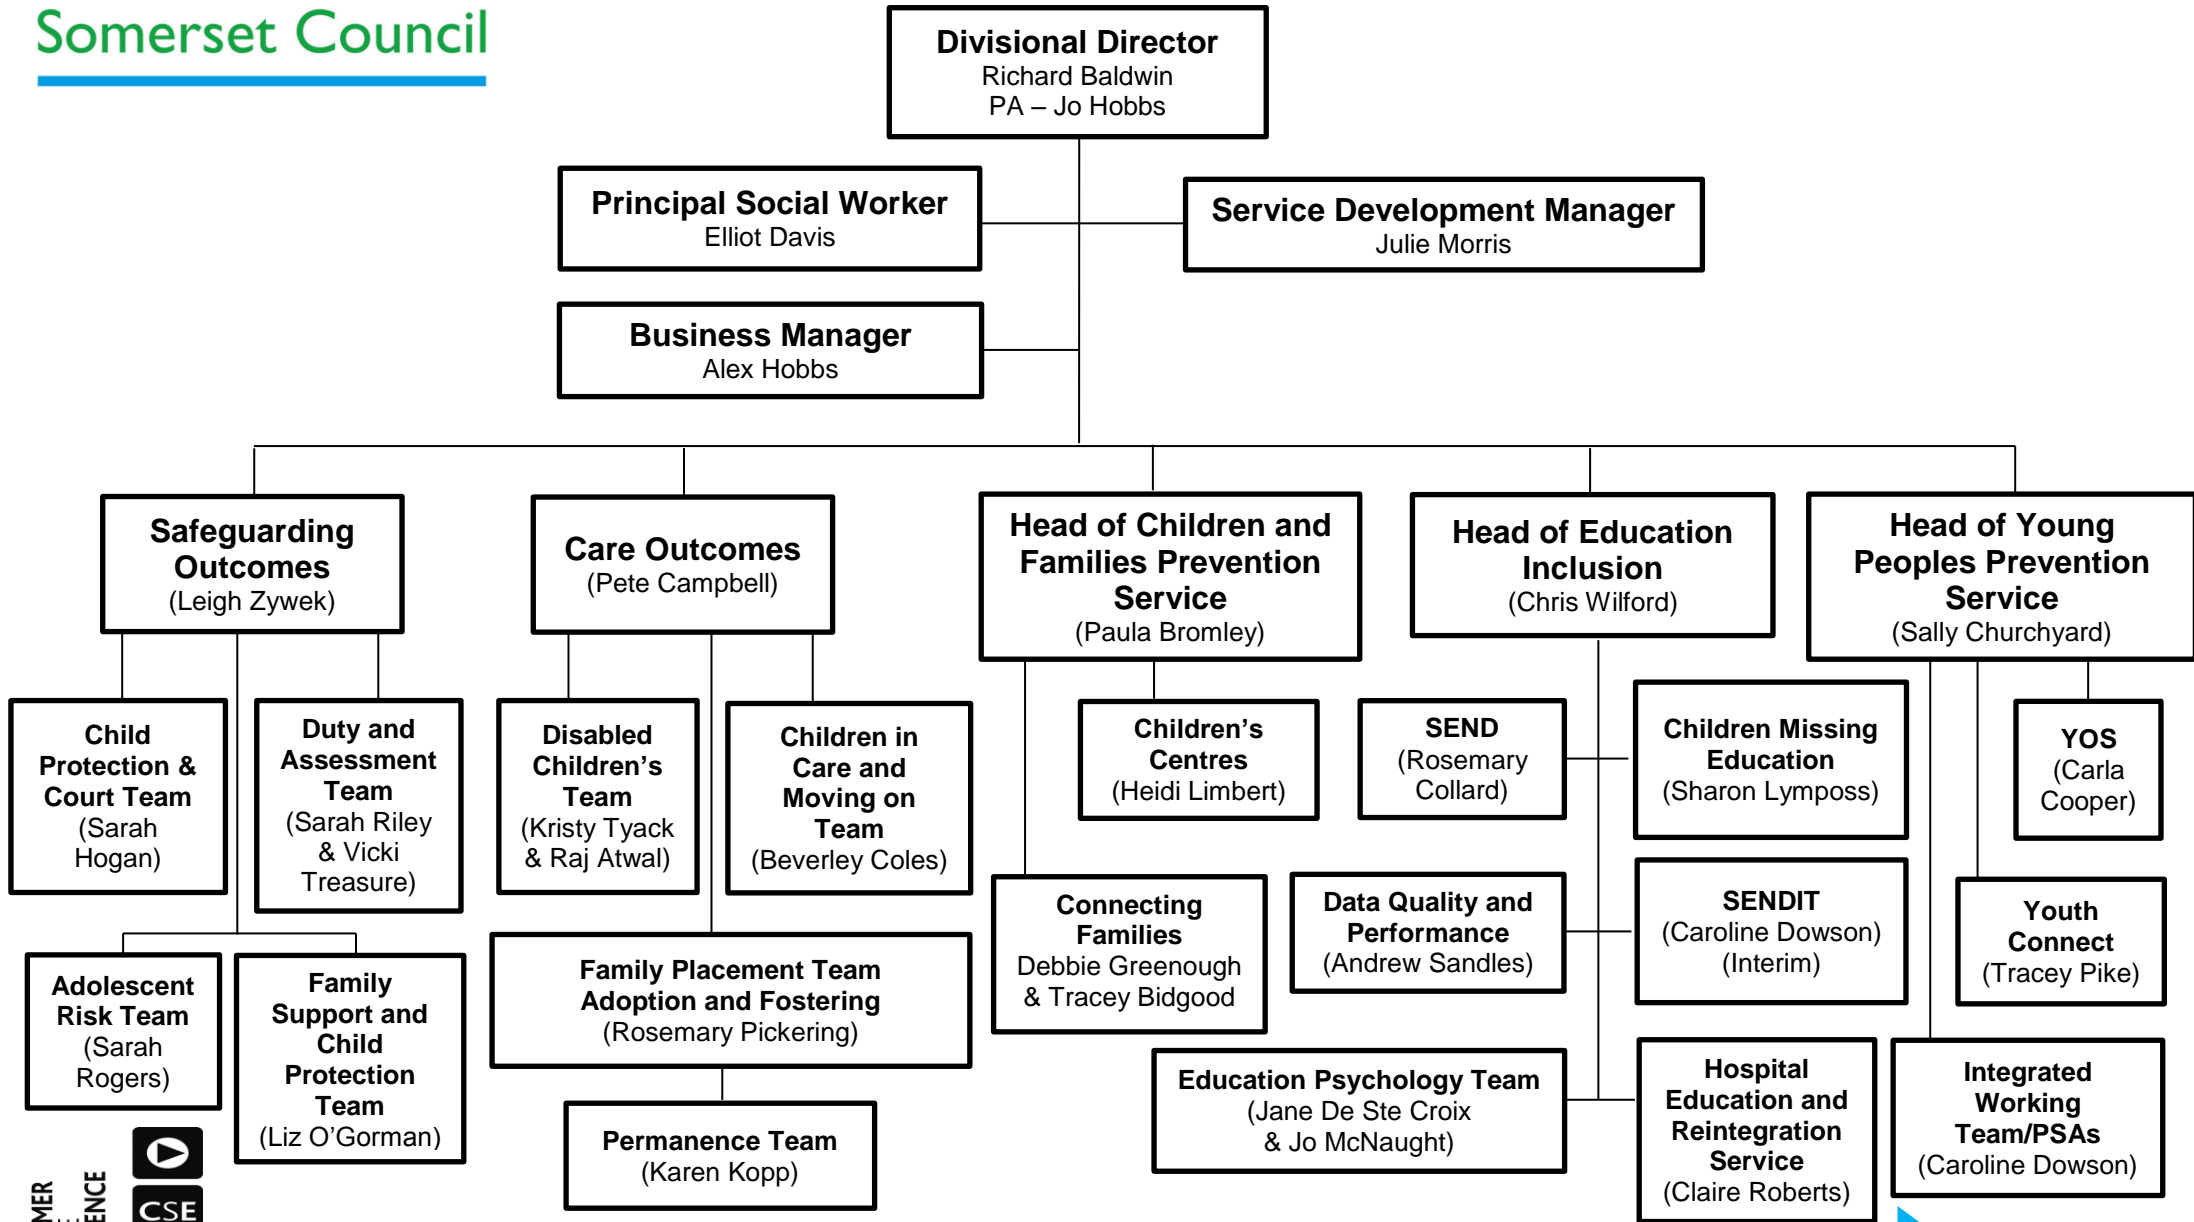 Somerset Council
Divisional Director
Richard Baldwin
PA – Jo Hobbs
Principal Social Worker
Elliot Davis
Service Development Manager
Julie Morris
Business Manager
Alex Hobbs
Safeguarding
Outcomes
(Leigh Zywek)
Care Outcomes
(Pete Campbell)
Head of Children and
Families Prevention
Service
(Paula Bromley)
Head of Education
Inclusion
(Chris Wilford)
Head of Young
Peoples Prevention
Service
(Sally Churchyard)
Child
Protection &
Court Team
(Sarah
Hogan)
Duty and
Assessment
Team
(Sarah Riley
& Vicki
Treasure)
Disabled
Children’s
Team
(Kristy Tyack
& Raj Atwal)
Children in
Care and
Moving on
Team
(Beverley Coles)
Children’s
Centres
(Heidi Limbert)
SEND
(Rosemary
Collard)
Children Missing
Education
(Sharon Lymposs)
YOS
(Carla
Cooper)
Connecting
Families
Debbie Greenough
& Tracey Bidgood
Data Quality and
Performance
(Andrew Sandles)
SENDIT
(Caroline Dowson)
(Interim)
Youth
Connect
(Tracey Pike)
Adolescent
Risk Team
(Sarah
Rogers)
Family
Support and
Child
Protection
Team
(Liz O’Gorman)
Family Placement Team
Adoption and Fostering
(Rosemary Pickering)
Permanence Team
(Karen Kopp)
Education Psychology Team
(Jane De Ste Croix
& Jo McNaught)
Hospital
Education and
Reintegration
Service
(Claire Roberts)
Integrated
Working
Team/PSAs
(Caroline Dowson)
CSE